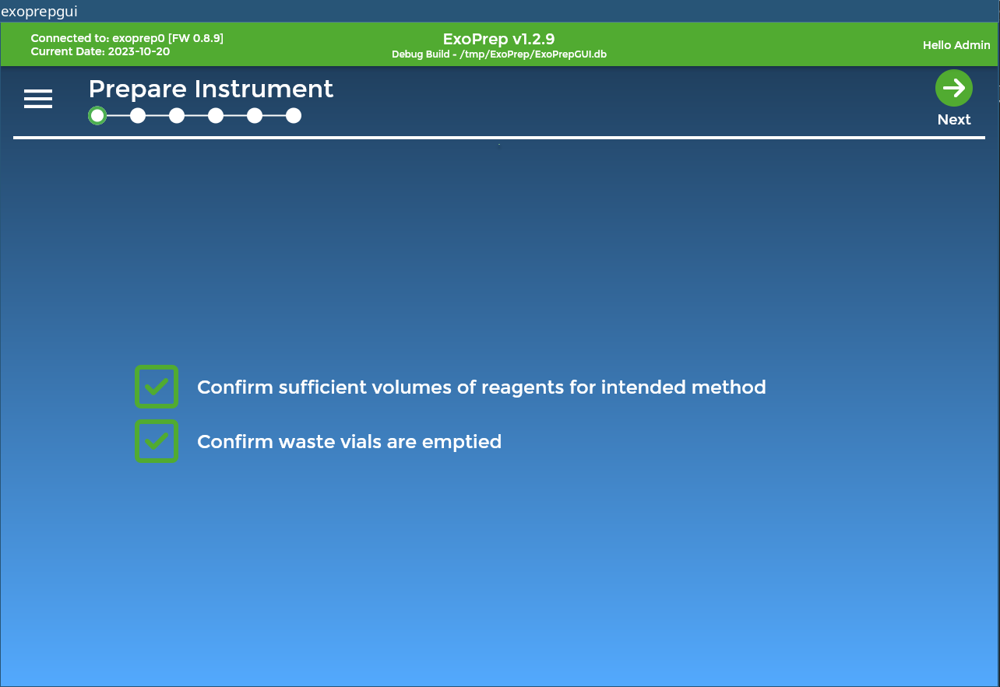 exoprepgui
Connected to: exoprep0 [FW 0.8.9]
Current Date: 2023-10-20
ExoPrep v1.2.9
Debug Build - /tmp/ExoPrep/ExoPrepGUI.db
Hello Admin
Prepare Instrument
Next
Confirm sufficient volumes of reagents for intended method
Confirm waste vials are emptied